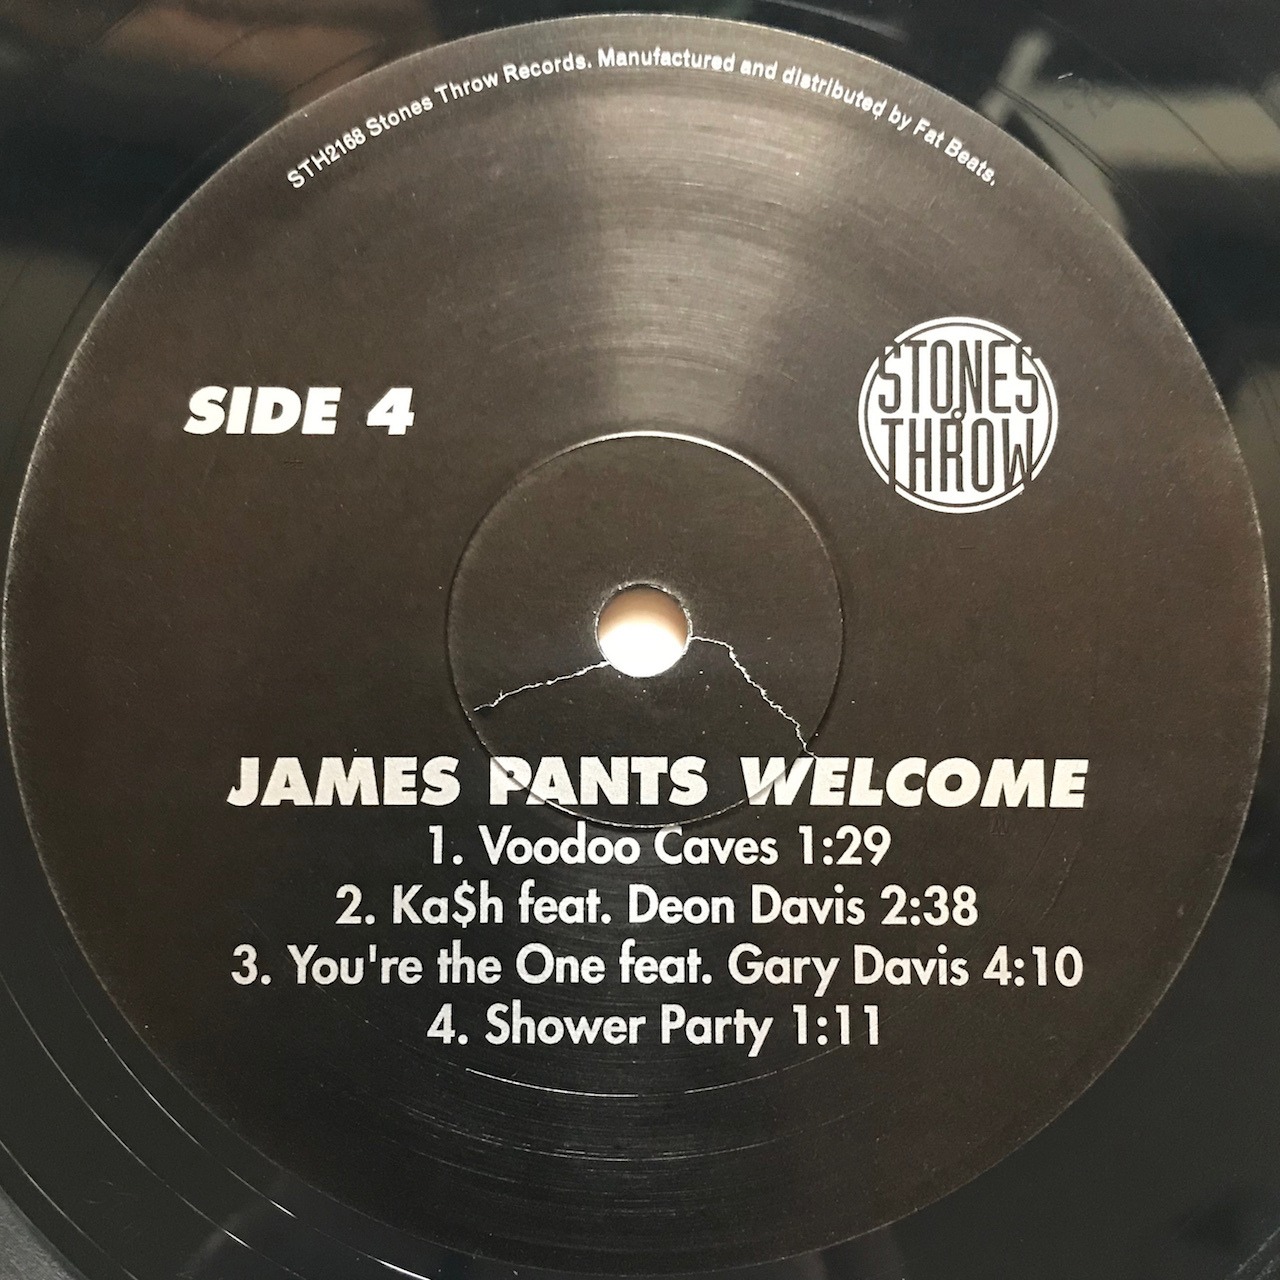 STH2168 Stones Throw Records. Manufactured and distributed by Fat Beats.
SIDE 4
STONES
THROW
JAMES PANTS WELCOME
1. Voodoo Caves 1:29
2. Ka$h feat. Deon Davis 2:38
3. You're the One feat. Gary Davis 4:10
4. Shower Party 1:11